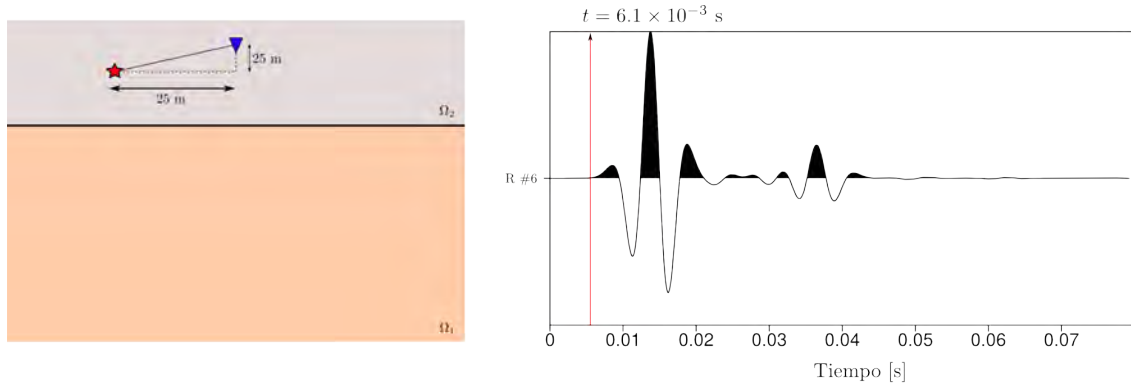 25 m
25 m
Ω₂
Ω₁
t = 6.1 × 10⁻³ s
R #6
0 0.01 0.02 0.03 0.04 0.05 0.06 0.07
Tiempo [s]